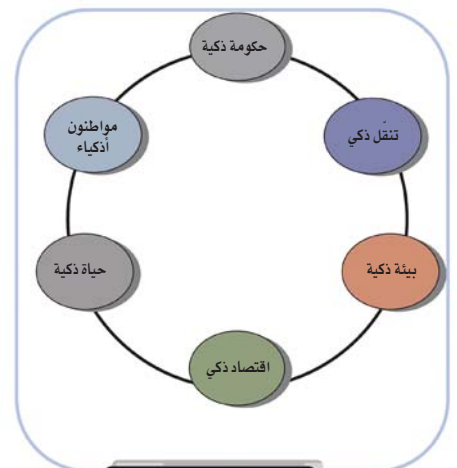 حكومة ذكية
تنقل ذكي
مواطنون
أذكياء
بيئة ذكية
حياة ذكية
اقتصاد ذكي